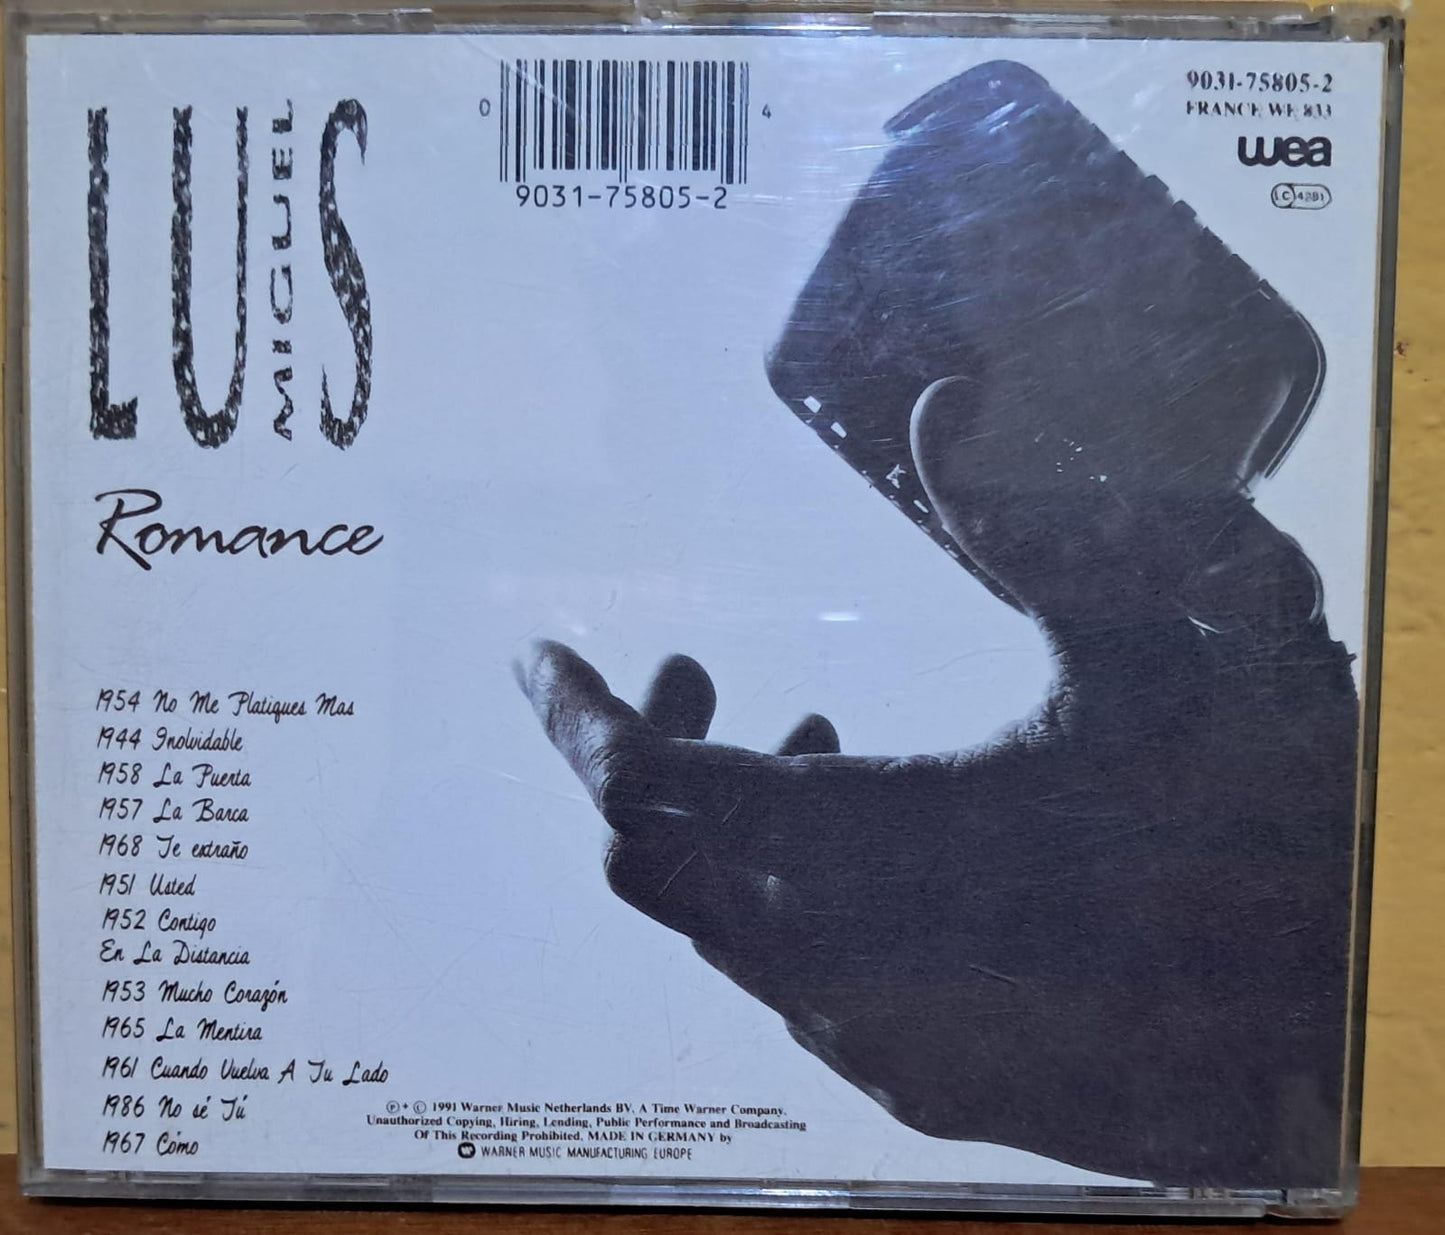 LUIS
MIGUEL
Romance
0 9031-75805-2 4
9031-75805-2
FRANCE WE 833
wea
LC 4281
1954 No Me Platiques Mas
1944 Inolvidable
1958 La Puerta
1957 La Barca
1968 Te extraño
1951 Usted
1952 Contigo
En La Distancia
1953 Mucho Corazón
1965 La Mentira
1961 Cuando Vuelva A Tu Lado
1986 No sé Tú
1967 Cómo
℗ + © 1991 Warner Music Netherlands BV. A Time Warner Company.
Unauthorized Copying, Hiring, Lending, Public Performance and Broadcasting
Of This Recording Prohibited. MADE IN GERMANY by
WARNER MUSIC MANUFACTURING EUROPE